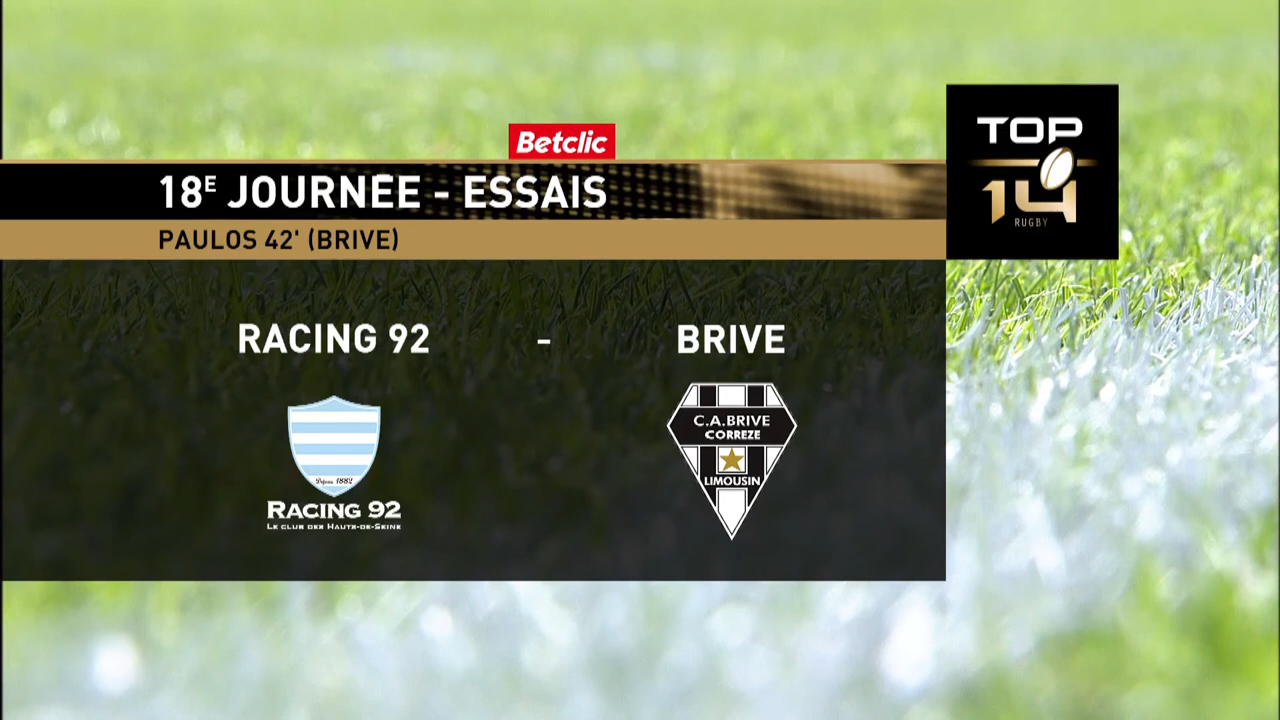 Betclic
18E JOURNÉE - ESSAIS
PAULOS 42' (BRIVE)
TOP
14
RUGBY
RACING 92 - BRIVE
Depuis 1882
RACING 92
LE CLUB DES HAUTS-DE-SEINE
C.A.BRIVE
CORREZE
LIMOUSIN